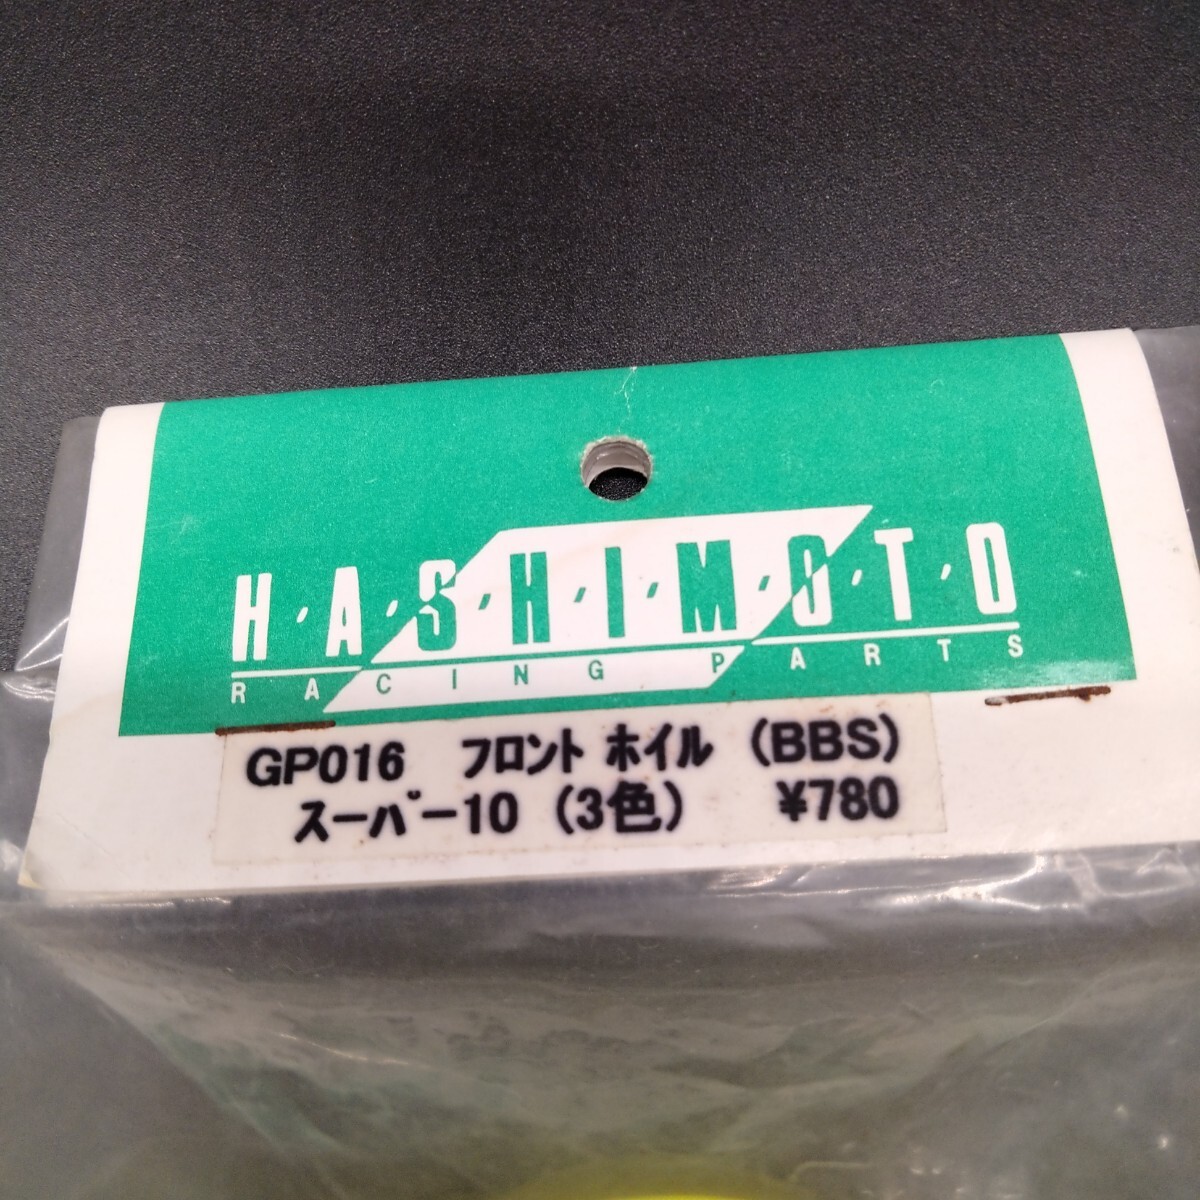 H·A·S·H·I·M·O·T·O
RACING PARTS
GP016 フロント ホイル (BBS)
スーパー10 (3色) ¥780